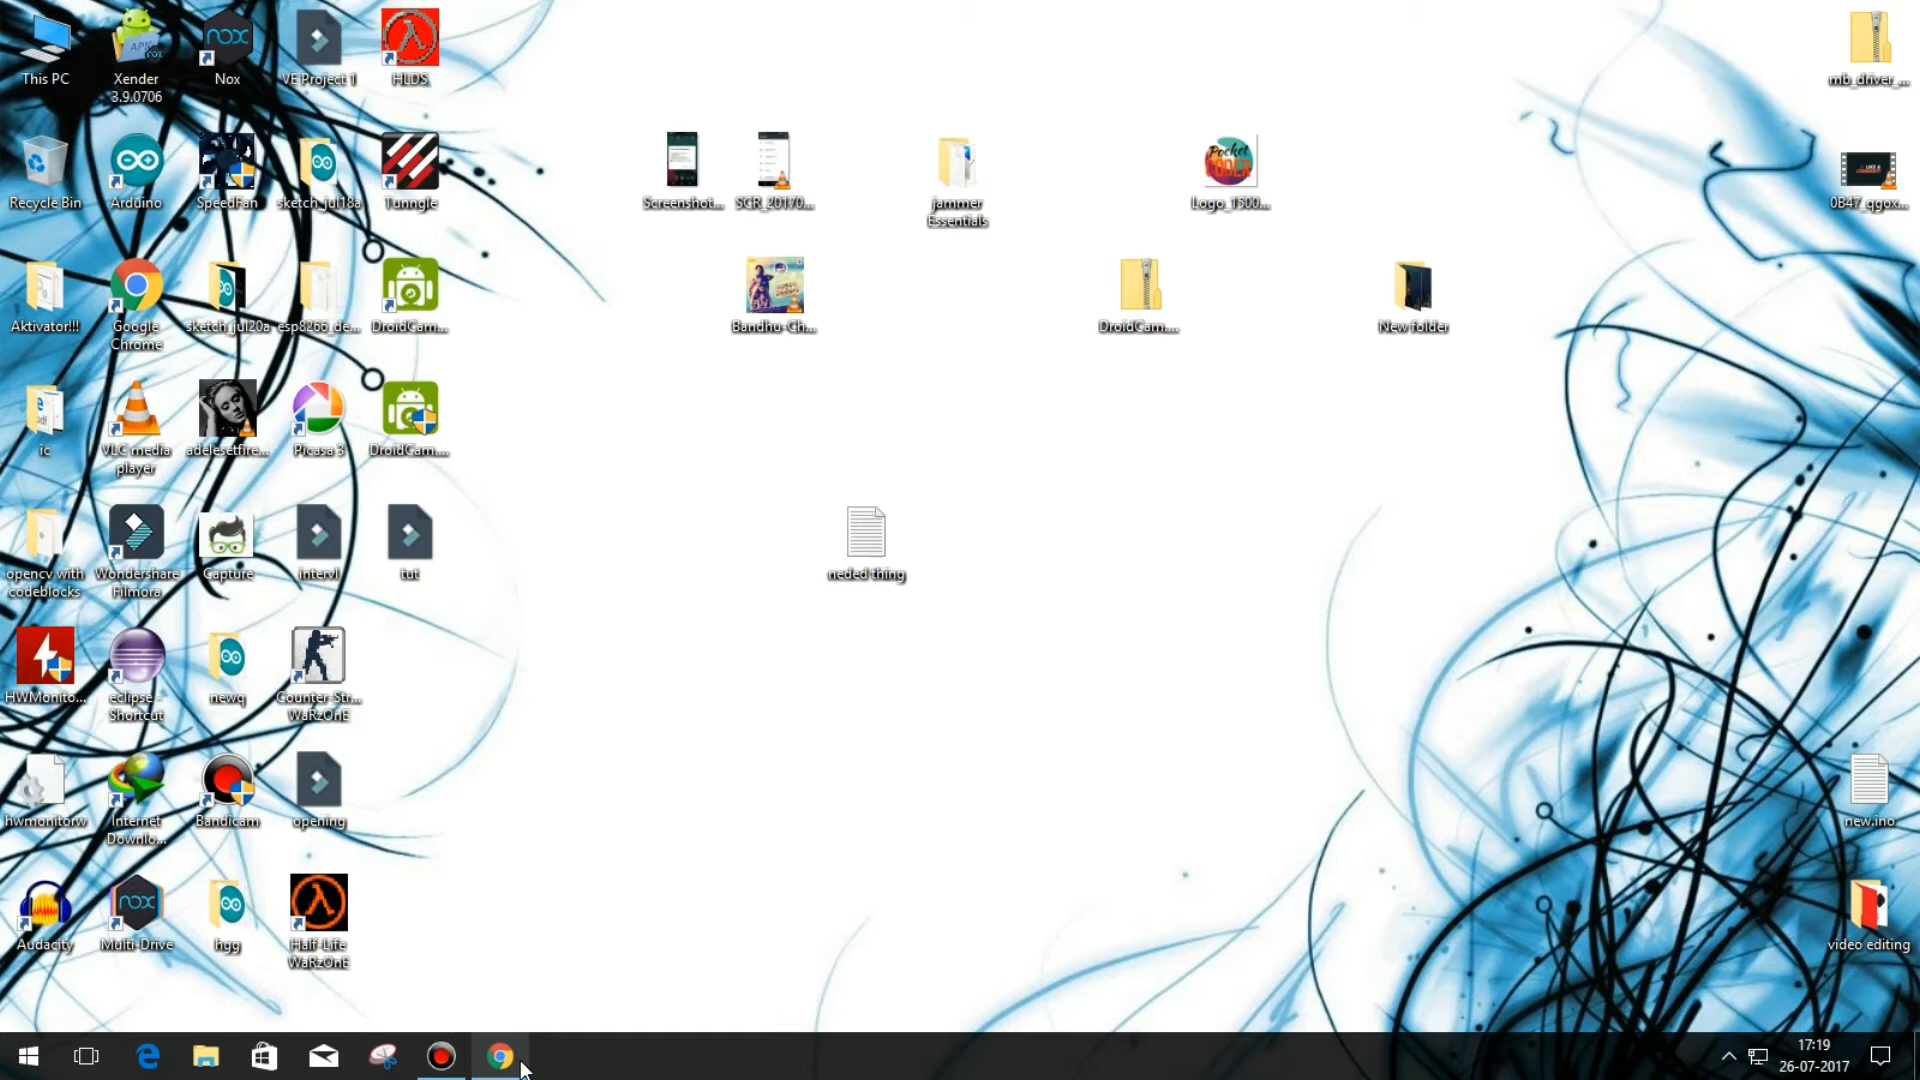 This PC
Xender
3.9.0706
Nox
VE Project 1
HLDS
mb_driver_...
Recycle Bin
Arduino
SpeedFan
sketch_jul18a
Tunngle
Screenshot...
SCR_20170...
jammer
Essentials
Pocket
Logo_1500...
0B47_qgox...
Aktivator!!!
Google
Chrome
sketch_jul20a
esp8266_de...
DroidCam...
Bandhu-Ch...
DroidCam....
New folder
ic
VLC media
player
adelesetfire...
Picasa 3
DroidCam....
opencv with
codeblocks
Wondershare
Filmora
Capture
intervl
tut
neded thing
HWMonito...
eclipse -
Shortcut
newq
Counter-Str...
WaRzOnE
hwmonitorw
Internet
Downlo...
Bandicam
opening
new.ino
Audacity
Multi-Drive
hgg
Half-Life
WaRzOnE
video editing
17:19
26-07-2017